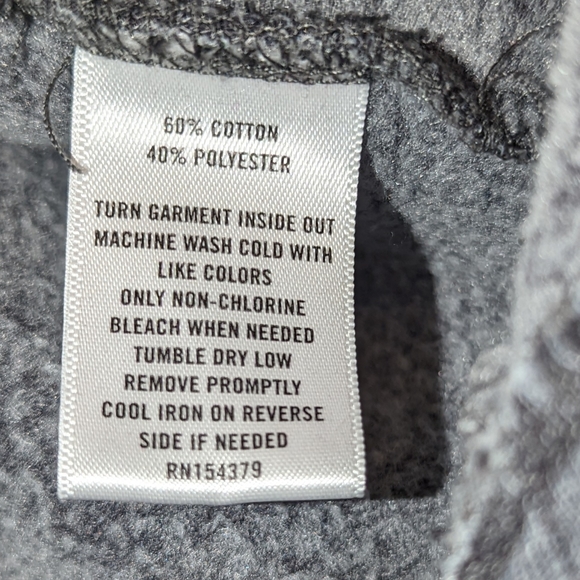 60% COTTON
40% POLYESTER
TURN GARMENT INSIDE OUT
MACHINE WASH COLD WITH
LIKE COLORS
ONLY NON-CHLORINE
BLEACH WHEN NEEDED
TUMBLE DRY LOW
REMOVE PROMPTLY
COOL IRON ON REVERSE
SIDE IF NEEDED
RN154379